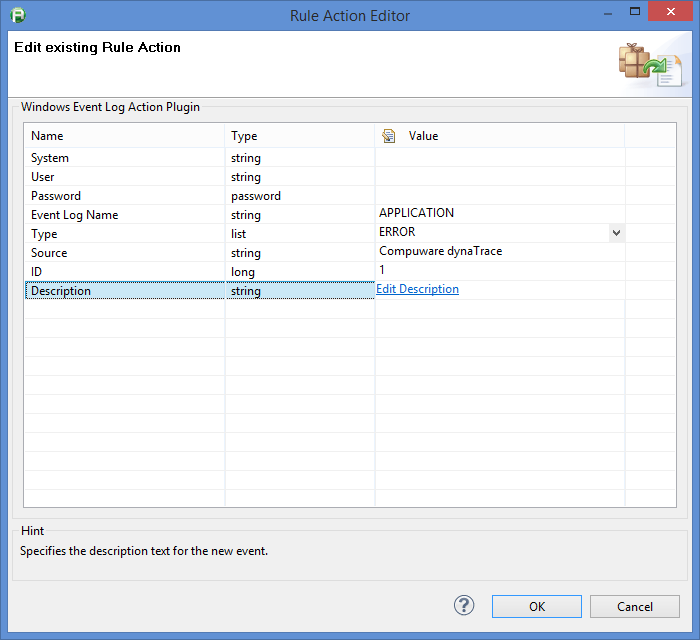 Rule Action Editor
Edit existing Rule Action
Windows Event Log Action Plugin
Name Type Value
System string
User string
Password password
Event Log Name string APPLICATION
Type list ERROR
Source string Compuware dynaTrace
ID long 1
Description string Edit Description
Hint
Specifies the description text for the new event.
? OK Cancel